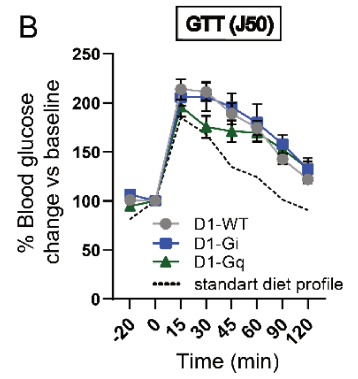 B
GTT (J50)
% Blood glucose
change vs baseline
250
200
150
100
50
0
D1-WT
D1-Gi
D1-Gq
standart diet profile
-20 0 15 30 45 60 90 120
Time (min)